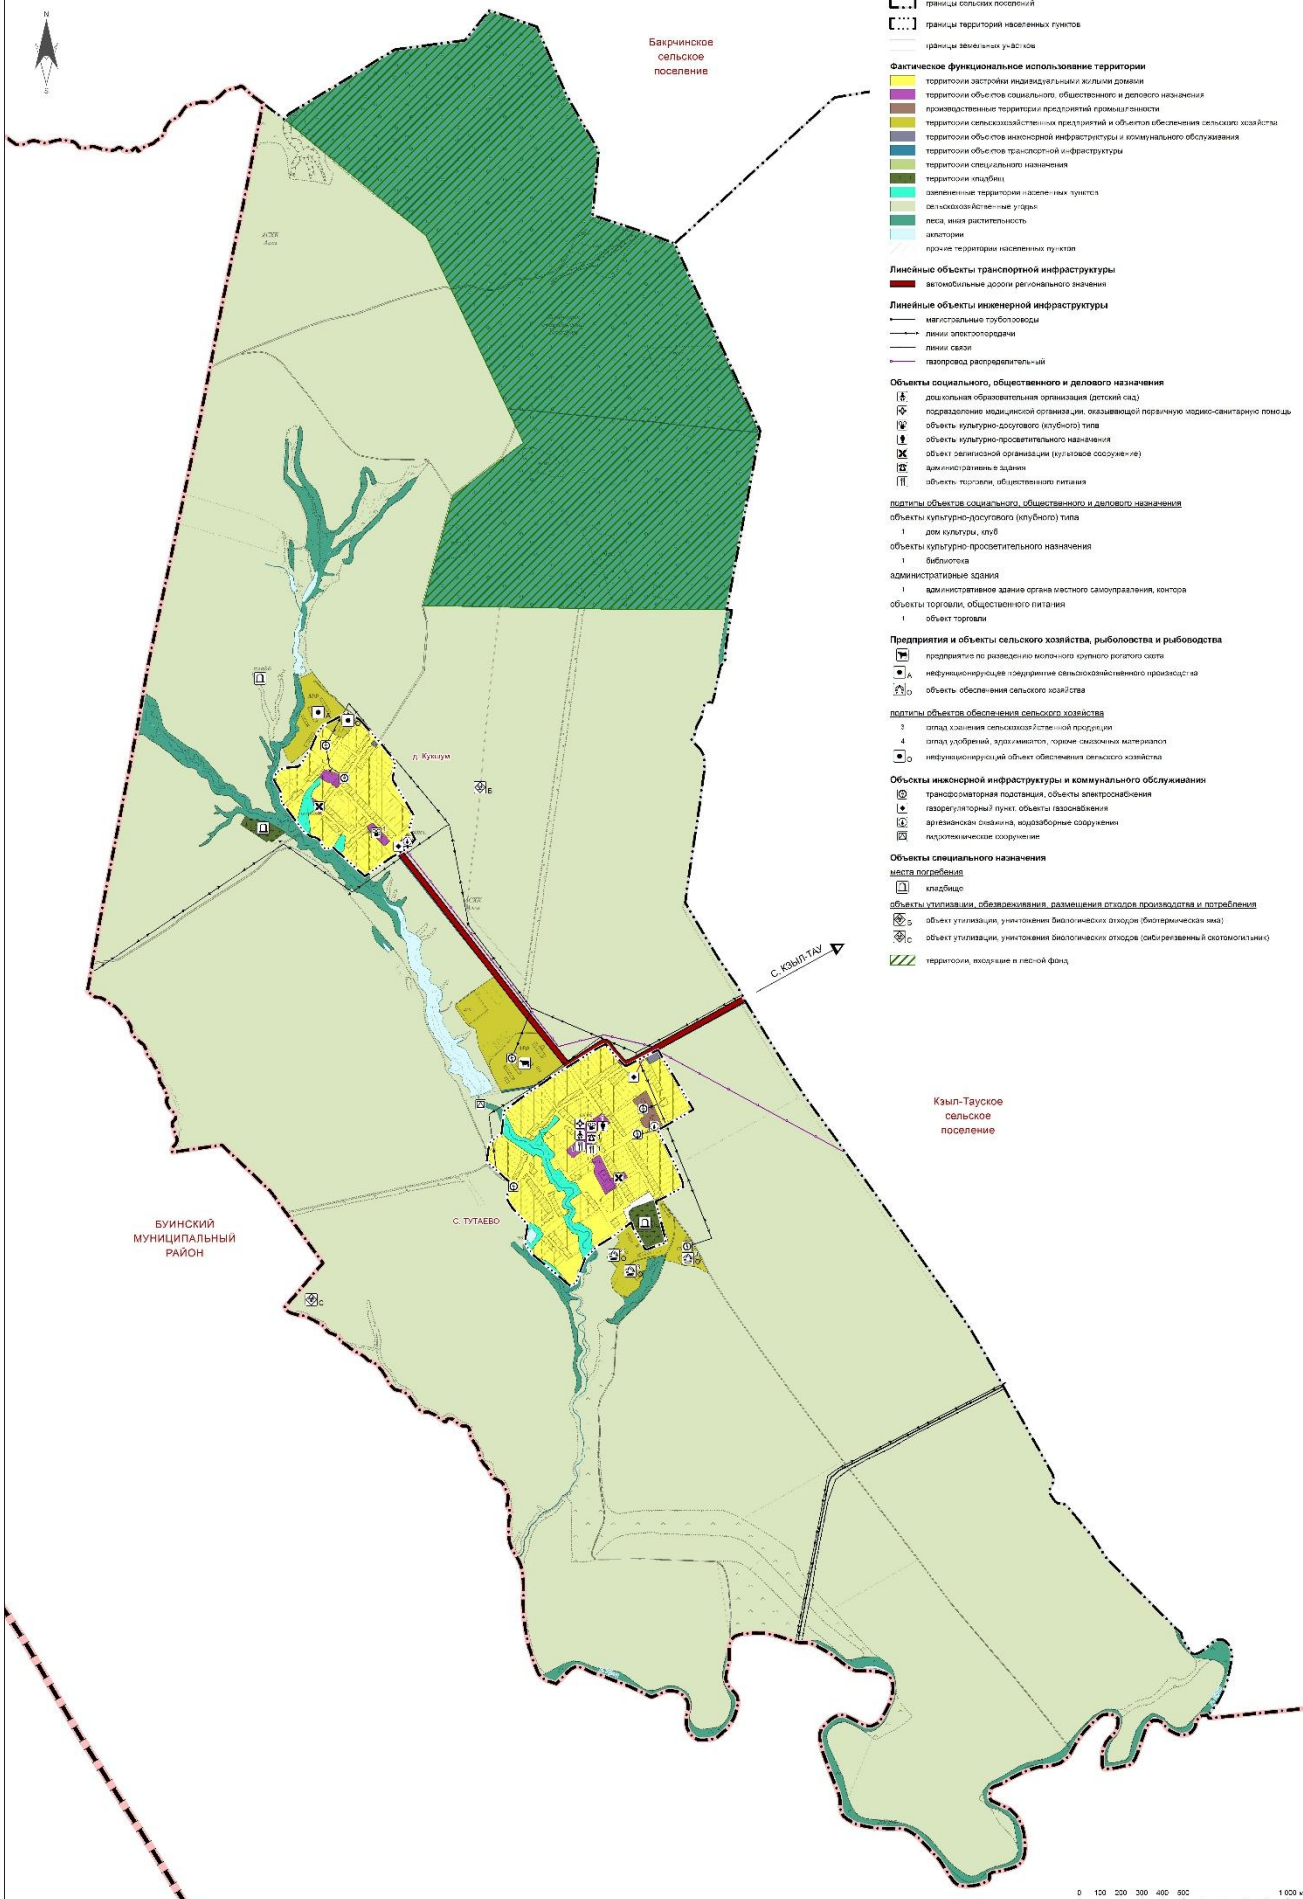 N
S
Бакрчинское
сельское
поселение
АСХК
Авга
д. Кукшум
С. КЗЫЛ-ТАУ
Кзыл-Тауское
сельское
поселение
БУИНСКИЙ
МУНИЦИПАЛЬНЫЙ
РАЙОН
С. ТУТАЕВО
А
О
Б
С
границы сельских поселений
границы территорий населенных пунктов
границы земельных участков
Фактическое функциональное использование территории
территории застройки индивидуальными жилыми домами
территории объектов социального, общественного и делового назначения
производственные территории предприятий промышленности
территории сельскохозяйственных предприятий и объектов обеспечения сельского хозяйства
территории объектов инженерной инфраструктуры и коммунального обслуживания
территории объектов транспортной инфраструктуры
территории специального назначения
территории кладбищ
озелененные территории населенных пунктов
сельскохозяйственные угодья
леса, иная растительность
акватории
прочие территории населенных пунктов
Линейные объекты транспортной инфраструктуры
автомобильные дороги регионального значения
Линейные объекты инженерной инфраструктуры
магистральные трубопроводы
линии электропередачи
линии связи
газопровод распределительный
Объекты социального, общественного и делового назначения
дошкольная образовательная организация (детский сад)
подразделение медицинской организации, оказывающей первичную медико-санитарную помощь
объекты культурно-досугового (клубного) типа
объекты культурно-просветительного назначения
объект религиозной организации (культовое сооружение)
административные здания
объекты торговли, общественного питания
подтипы объектов социального, общественного и делового назначения
объекты культурно-досугового (клубного) типа
1 дом культуры, клуб
объекты культурно-просветительного назначения
1 библиотека
административные здания
1 административное здание органа местного самоуправления, контора
объекты торговли, общественного питания
1 объект торговли
Предприятия и объекты сельского хозяйства, рыболовства и рыбоводства
предприятие по разведению молочного крупного рогатого скота
А нефункционирующее предприятие сельскохозяйственного производства
О объекты обеспечения сельского хозяйства
подтипы объектов обеспечения сельского хозяйства
3 склад хранения сельскохозяйственной продукции
4 склад удобрений, ядохимикатов, горюче смазочных материалов
О нефункционирующий объект обеспечения сельского хозяйства
Объекты инженерной инфраструктуры и коммунального обслуживания
трансформаторная подстанция, объекты электроснабжения
газорегуляторный пункт, объекты газоснабжения
артезианская скважина, водозаборные сооружения
гидротехническое сооружение
Объекты специального назначения
места погребения
кладбище
объекты утилизации, обезвреживания, размещения отходов производства и потребления
Б объект утилизации, уничтожения биологических отходов (биотермическая яма)
С объект утилизации, уничтожения биологических отходов (сибиреязвенный скотомогильник)
территории, входящие в лесной фонд
0 100 200 300 400 500 1 000 м